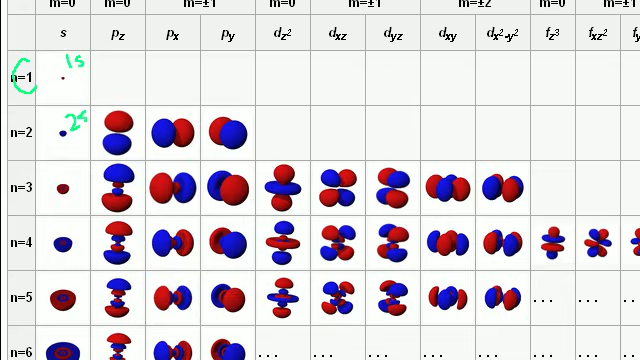 m=0 m=0 m=±1 m=0 m=±1 m=±2 m=0 m=±1
s pz px py dz² dxz dyz dxy dx²-y² fz³ fxz²
n=1 1s
n=2 2s
n=3
n=4
n=5 ... ... ...
n=6 ... ... ... ... ... ... ...